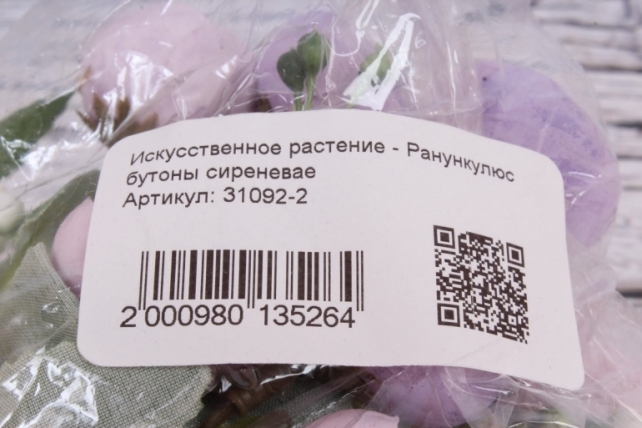 Искусственное растение - Ранункулюс
бутоны сиреневае
Артикул: 31092-2
2 000980 135264